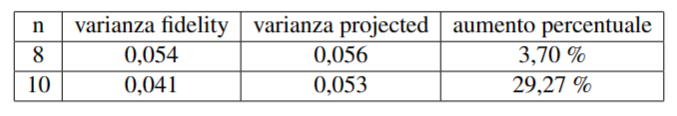 n varianza fidelity varianza projected aumento percentuale
8 0,054 0,056 3,70 %
10 0,041 0,053 29,27 %